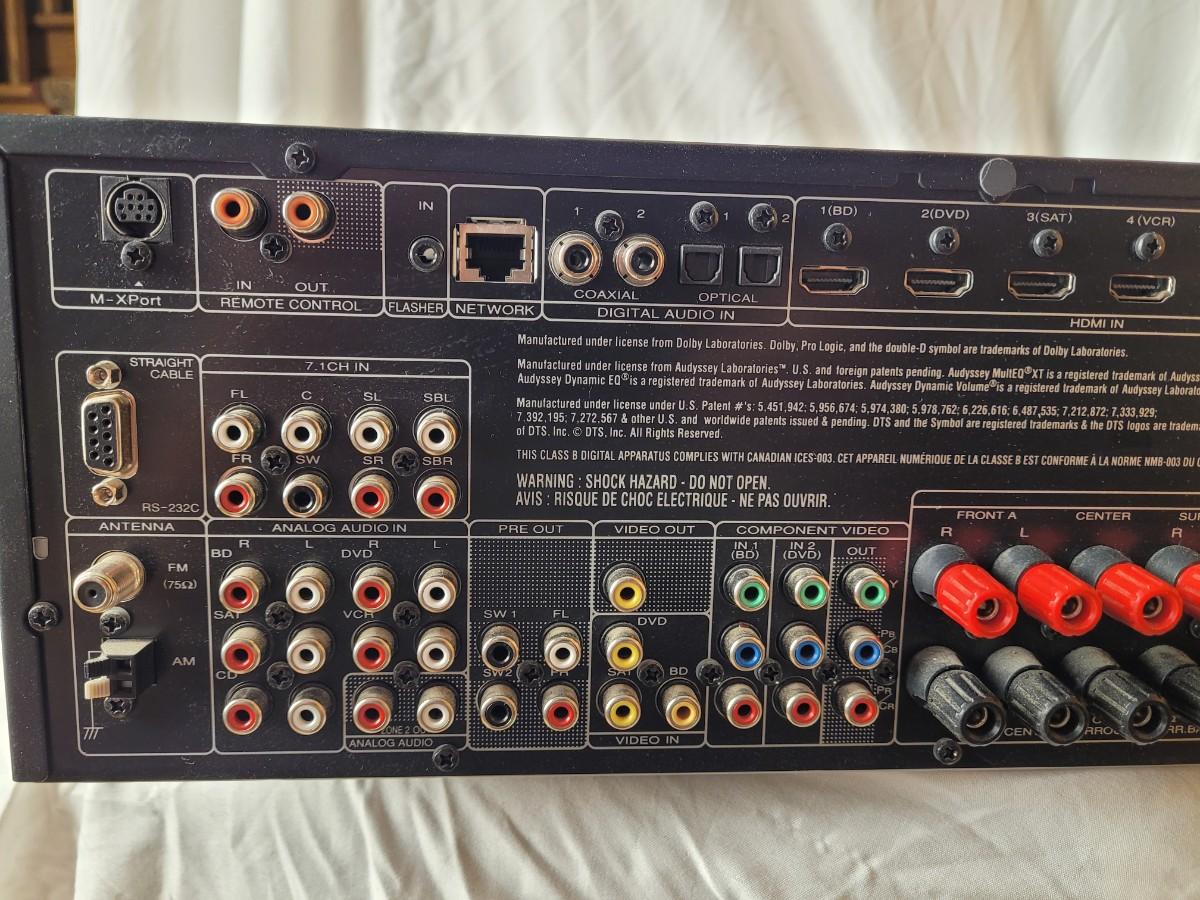 IN
1 2
1 2
1(BD) 2(DVD) 3(SAT) 4(VCR)
IN OUT
COAXIAL OPTICAL
M-XPort REMOTE CONTROL FLASHER NETWORK DIGITAL AUDIO IN
HDMI IN
Manufactured under license from Dolby Laboratories. Dolby, Pro Logic, and the double-D symbol are trademarks of Dolby Laboratories.
Manufactured under license from Audyssey Laboratories™. U.S. and foreign patents pending. Audyssey MultEQ®XT is a registered trademark of
Audyssey Dynamic EQ® is a registered trademark of Audyssey Laboratories. Audyssey Dynamic Volume® is a registered trademark of Audyssey
Manufactured under license under U.S. Patent #'s: 5,451,942; 5,956,674; 5,974,380; 5,978,762; 6,226,616; 6,487,535; 7,212,872; 7,333,929;
7,392,195; 7,272,567 & other U.S. and worldwide patents issued & pending. DTS and the Symbol are registered trademarks & the DTS logos are
of DTS, Inc. © DTS, Inc. All Rights Reserved.
THIS CLASS B DIGITAL APPARATUS COMPLIES WITH CANADIAN ICES-003. CET APPAREIL NUMÉRIQUE DE LA CLASSE B EST CONFORME À LA NORME NMB-003 DU
WARNING : SHOCK HAZARD - DO NOT OPEN.
AVIS : RISQUE DE CHOC ELECTRIQUE - NE PAS OUVRIR.
STRAIGHT
CABLE
RS-232C
7.1CH IN
FL C SL SBL
FR SW SR SBR
ANTENNA
FM
(75Ω)
AM
ANALOG AUDIO IN
R L R L
BD DVD
SAT VCR
CD
ZONE 2
ANALOG AUDIO
PRE OUT
SW 1 FL
SW2 FR
VIDEO OUT
DVD
SAT BD
VIDEO IN
COMPONENT VIDEO
IN 1 IN 2 OUT
(BD) (DVD)
Y
PB
CB
PR
CR
FRONT A CENTER
R L R